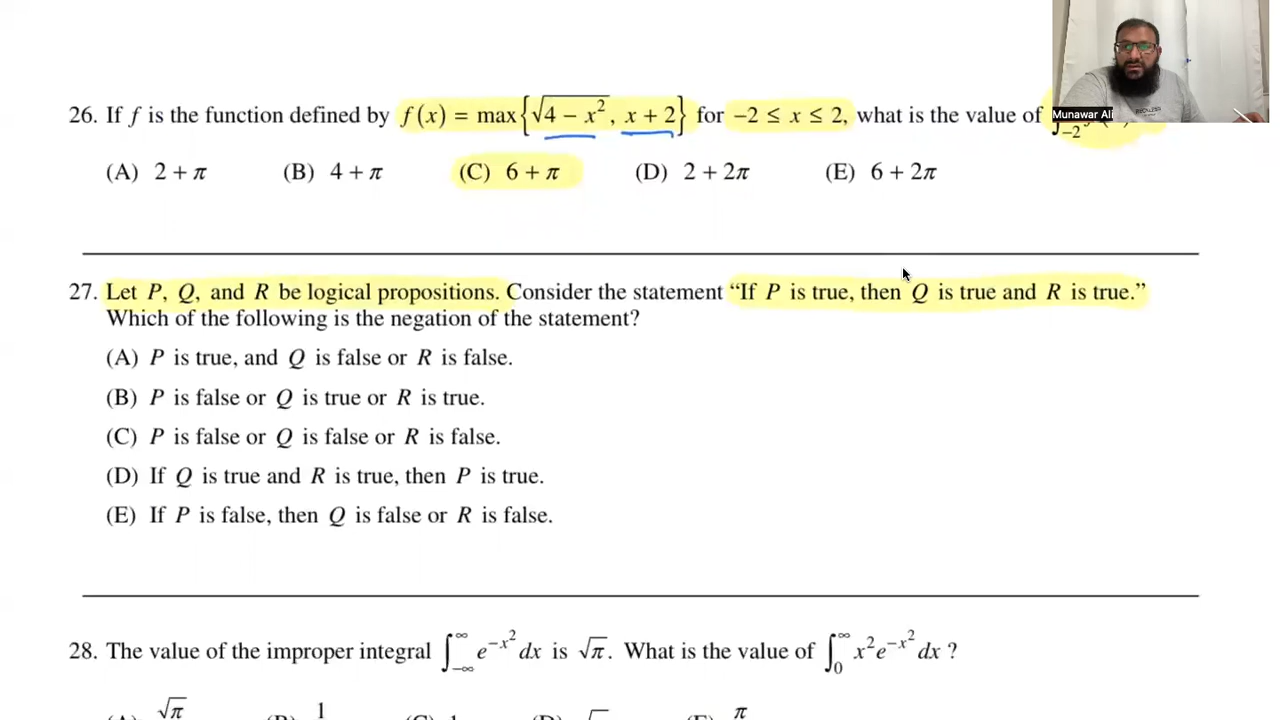 Munawar Ali
26. If f is the function defined by f(x) = max{√4 − x², x + 2} for −2 ≤ x ≤ 2, what is the value of ∫−2
(A) 2 + π (B) 4 + π (C) 6 + π (D) 2 + 2π (E) 6 + 2π
27. Let P, Q, and R be logical propositions. Consider the statement “If P is true, then Q is true and R is true.”
Which of the following is the negation of the statement?
(A) P is true, and Q is false or R is false.
(B) P is false or Q is true or R is true.
(C) P is false or Q is false or R is false.
(D) If Q is true and R is true, then P is true.
(E) If P is false, then Q is false or R is false.
28. The value of the improper integral ∫−∞^∞ e^−x² dx is √π. What is the value of ∫0^∞ x²e^−x² dx ?
√π 1 π